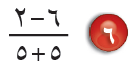 ٦
٦ − ٢
٥ + ٥